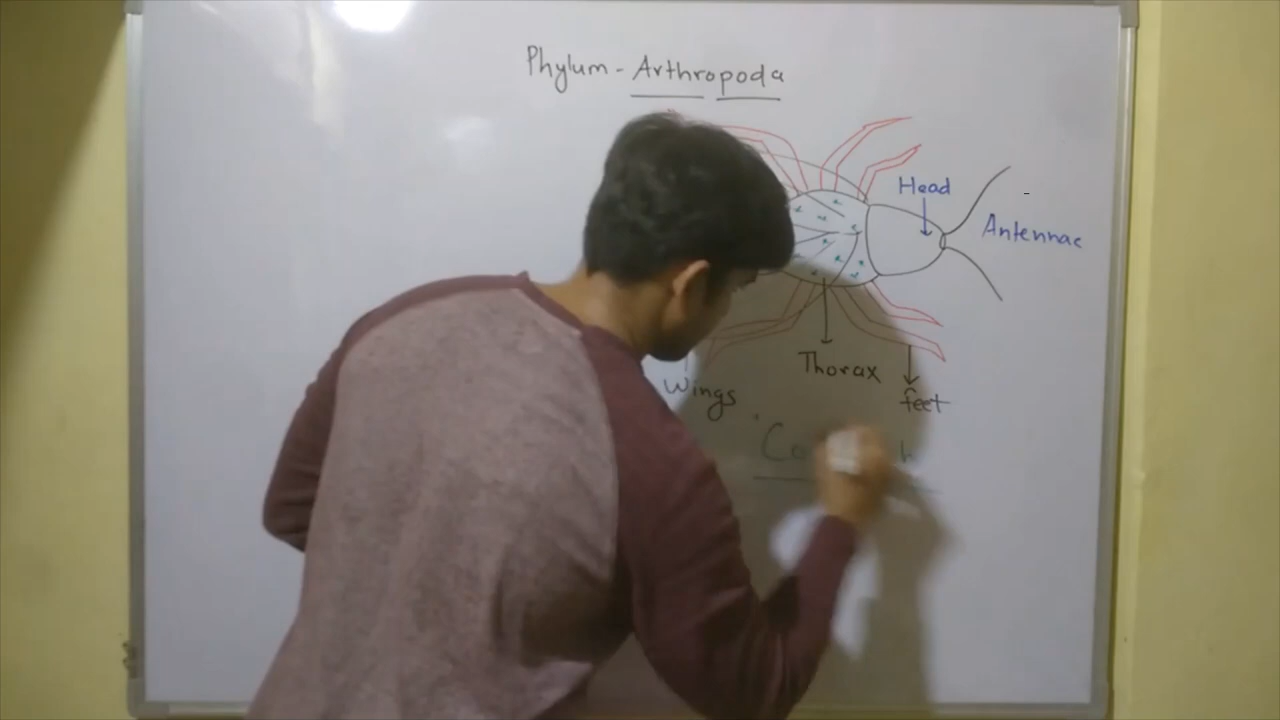 Phylum - Arthropoda
Head
Antennae
Thorax
Wings
feet